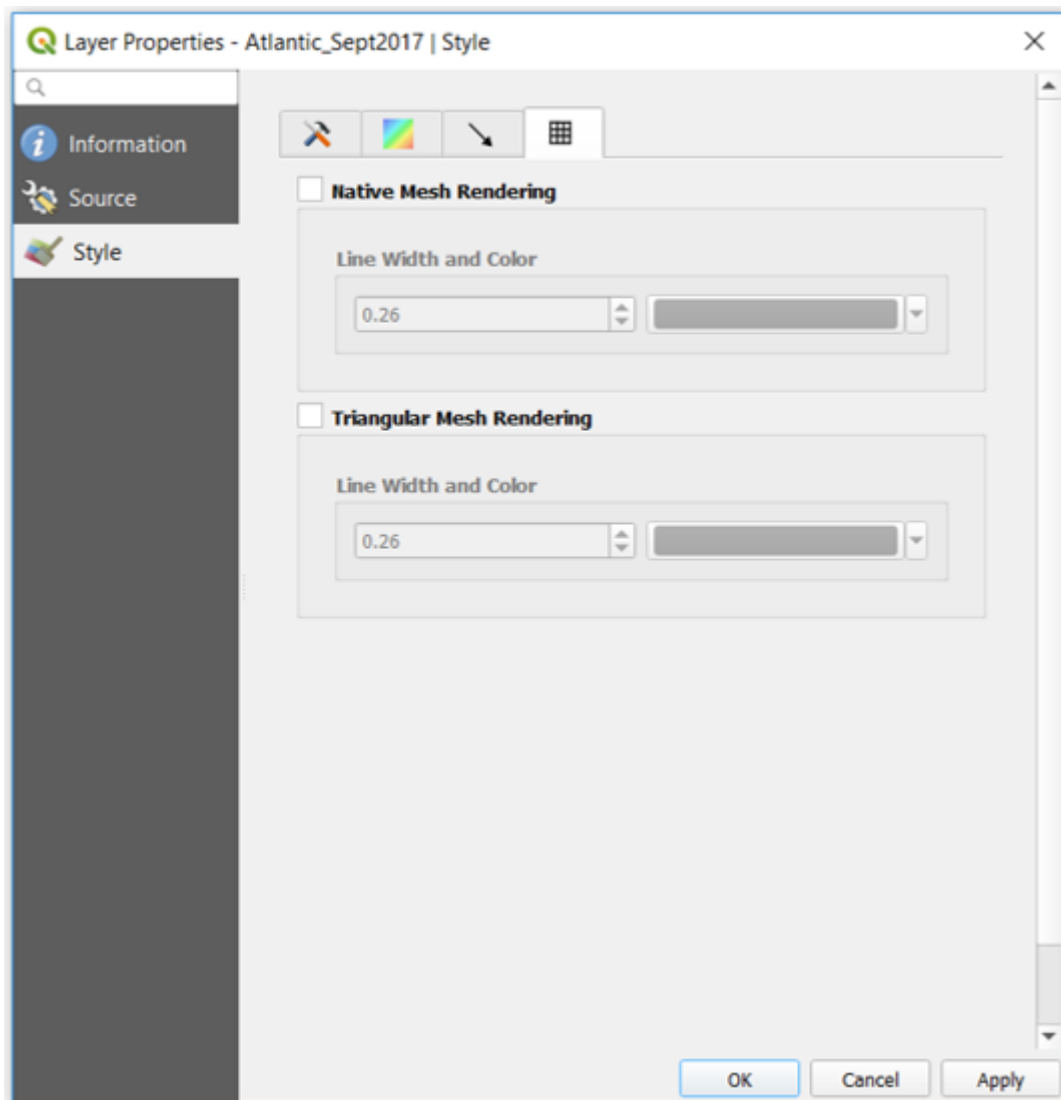 Layer Properties - Atlantic_Sept2017 | Style
Information
Source
Style
Native Mesh Rendering
Line Width and Color
0.26
Triangular Mesh Rendering
Line Width and Color
0.26
OK Cancel Apply